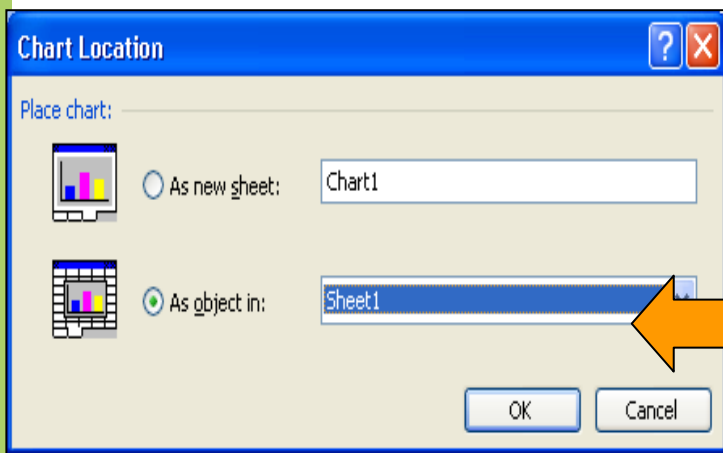 Chart Location
Place chart:
As new sheet: Chart1
As object in: Sheet1
OK Cancel